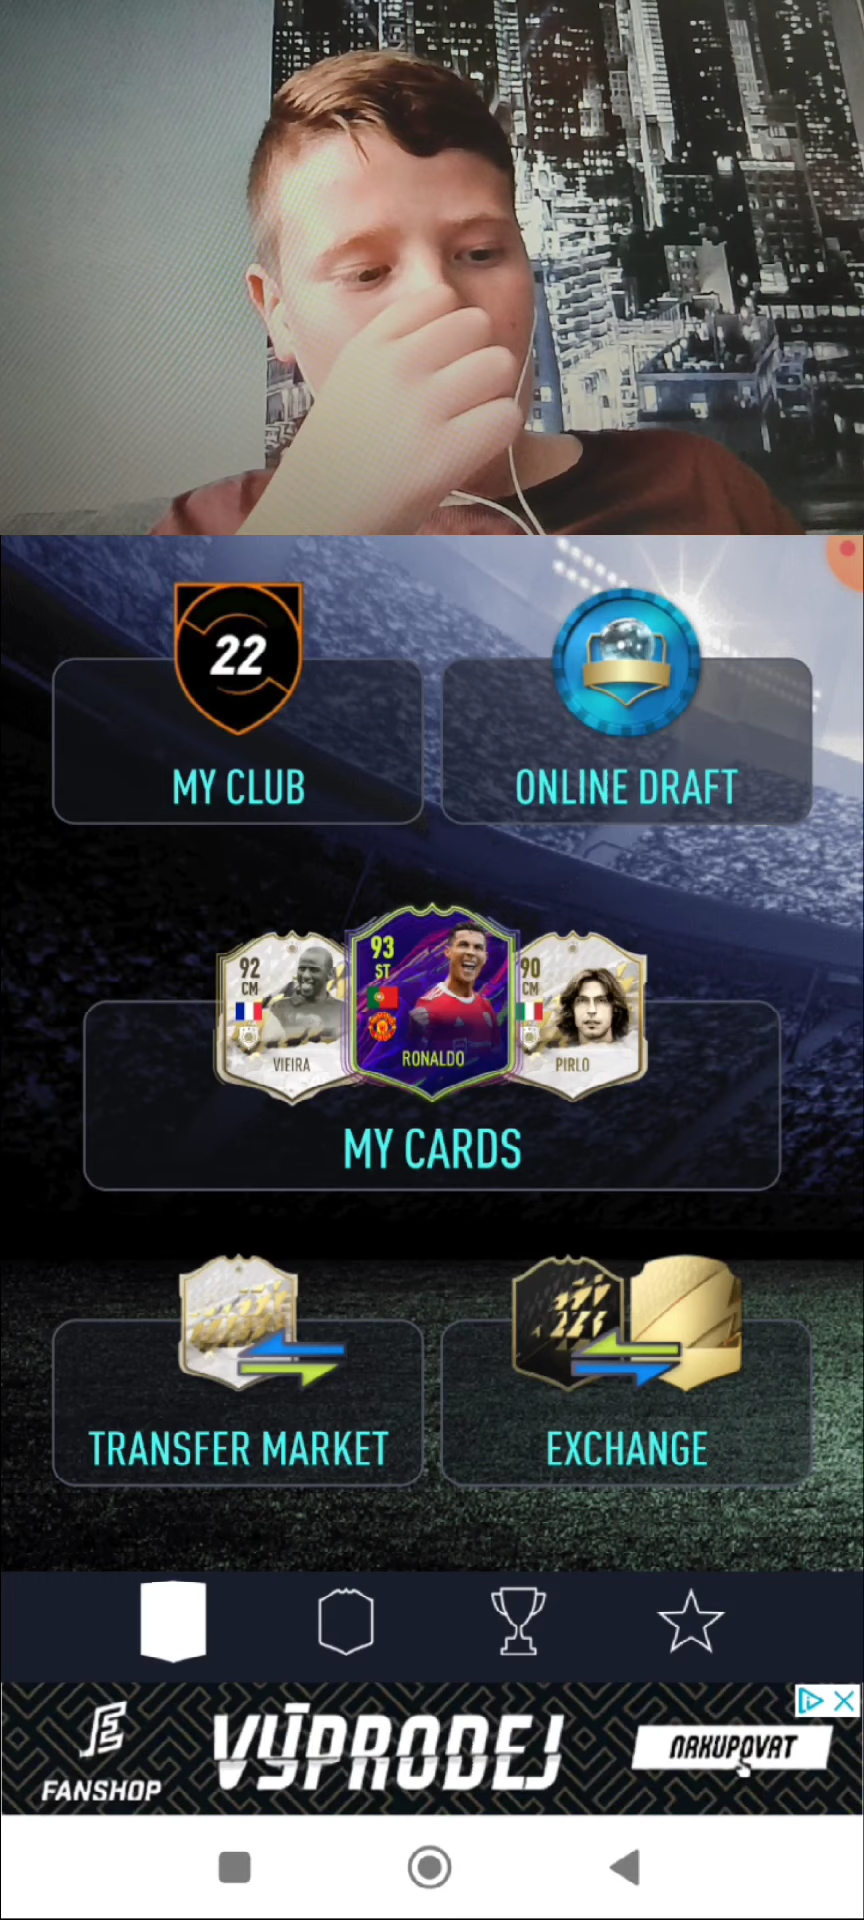 22
MY CLUB
ONLINE DRAFT
92
CM
VIEIRA
93
ST
RONALDO
90
CM
PIRLO
MY CARDS
TRANSFER MARKET
EXCHANGE
FANSHOP
VÝPRODEJ
NAKUPOVAT